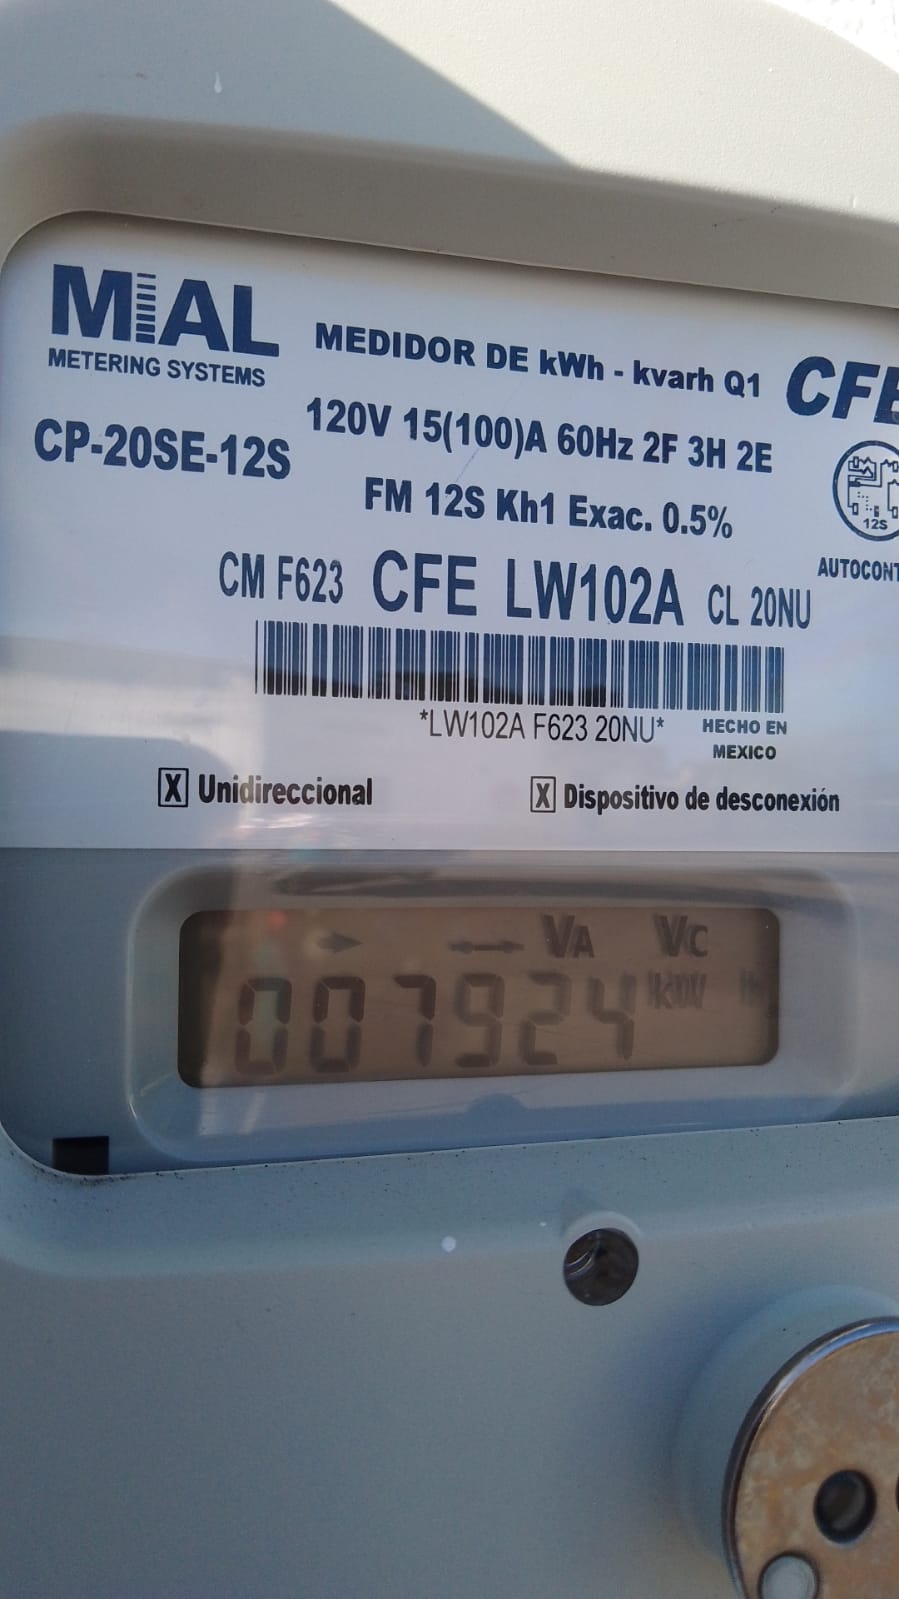 MIAL
METERING SYSTEMS
MEDIDOR DE kWh - kvarh Q1
CFE
CP-20SE-12S
120V 15(100)A 60Hz 2F 3H 2E
FM 12S Kh1 Exac. 0.5%
12S
CM F623 CFE LW102A CL 20NU
*LW102A F623 20NU*
HECHO EN
MEXICO
X Unidireccional
X Dispositivo de desconexión
VA VC
007924